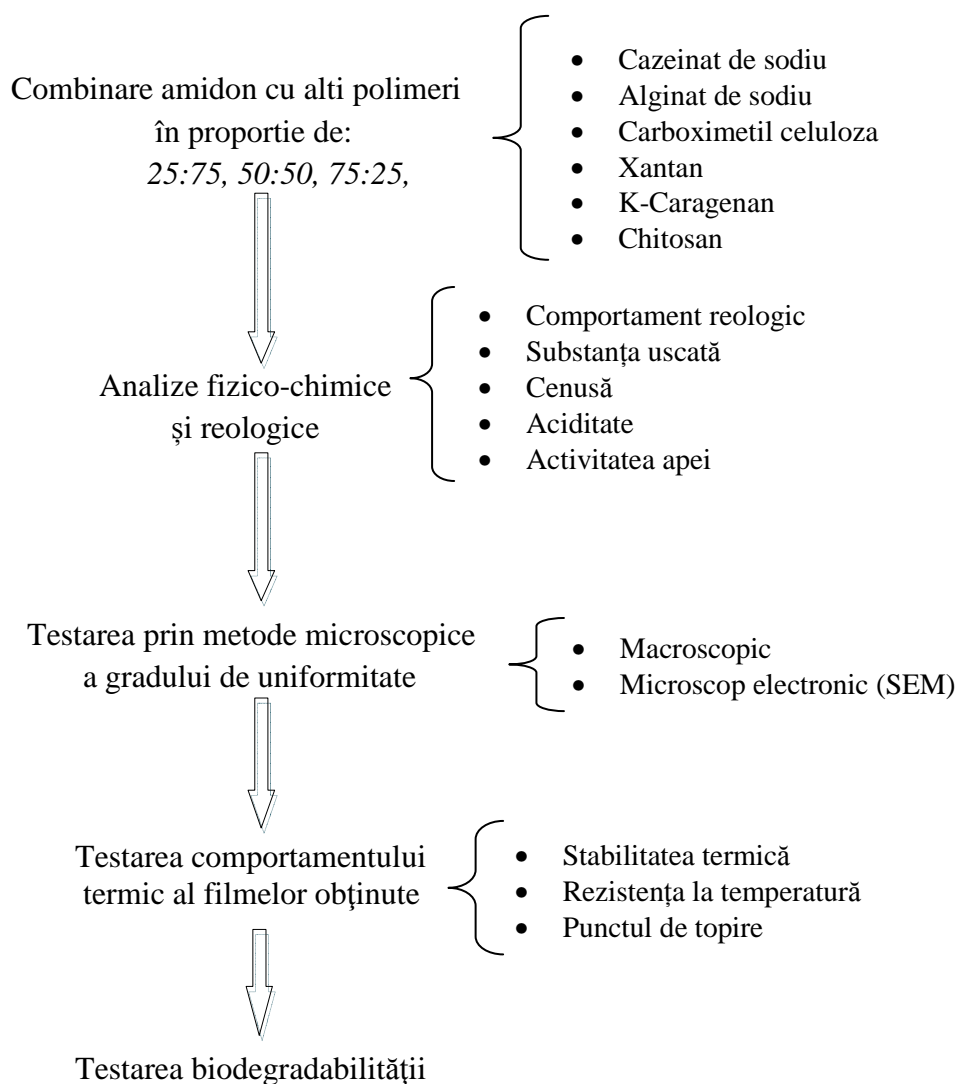 Combinare amidon cu alti polimeri
în proportie de:
25:75, 50:50, 75:25,
• Cazeinat de sodiu
• Alginat de sodiu
• Carboximetil celuloza
• Xantan
• K-Caragenan
• Chitosan
Analize fizico-chimice
și reologice
• Comportament reologic
• Substanța uscată
• Cenusă
• Aciditate
• Activitatea apei
Testarea prin metode microscopice
a gradului de uniformitate
• Macroscopic
• Microscop electronic (SEM)
Testarea comportamentului
termic al filmelor obţinute
• Stabilitatea termică
• Rezistența la temperatură
• Punctul de topire
Testarea biodegradabilităţii